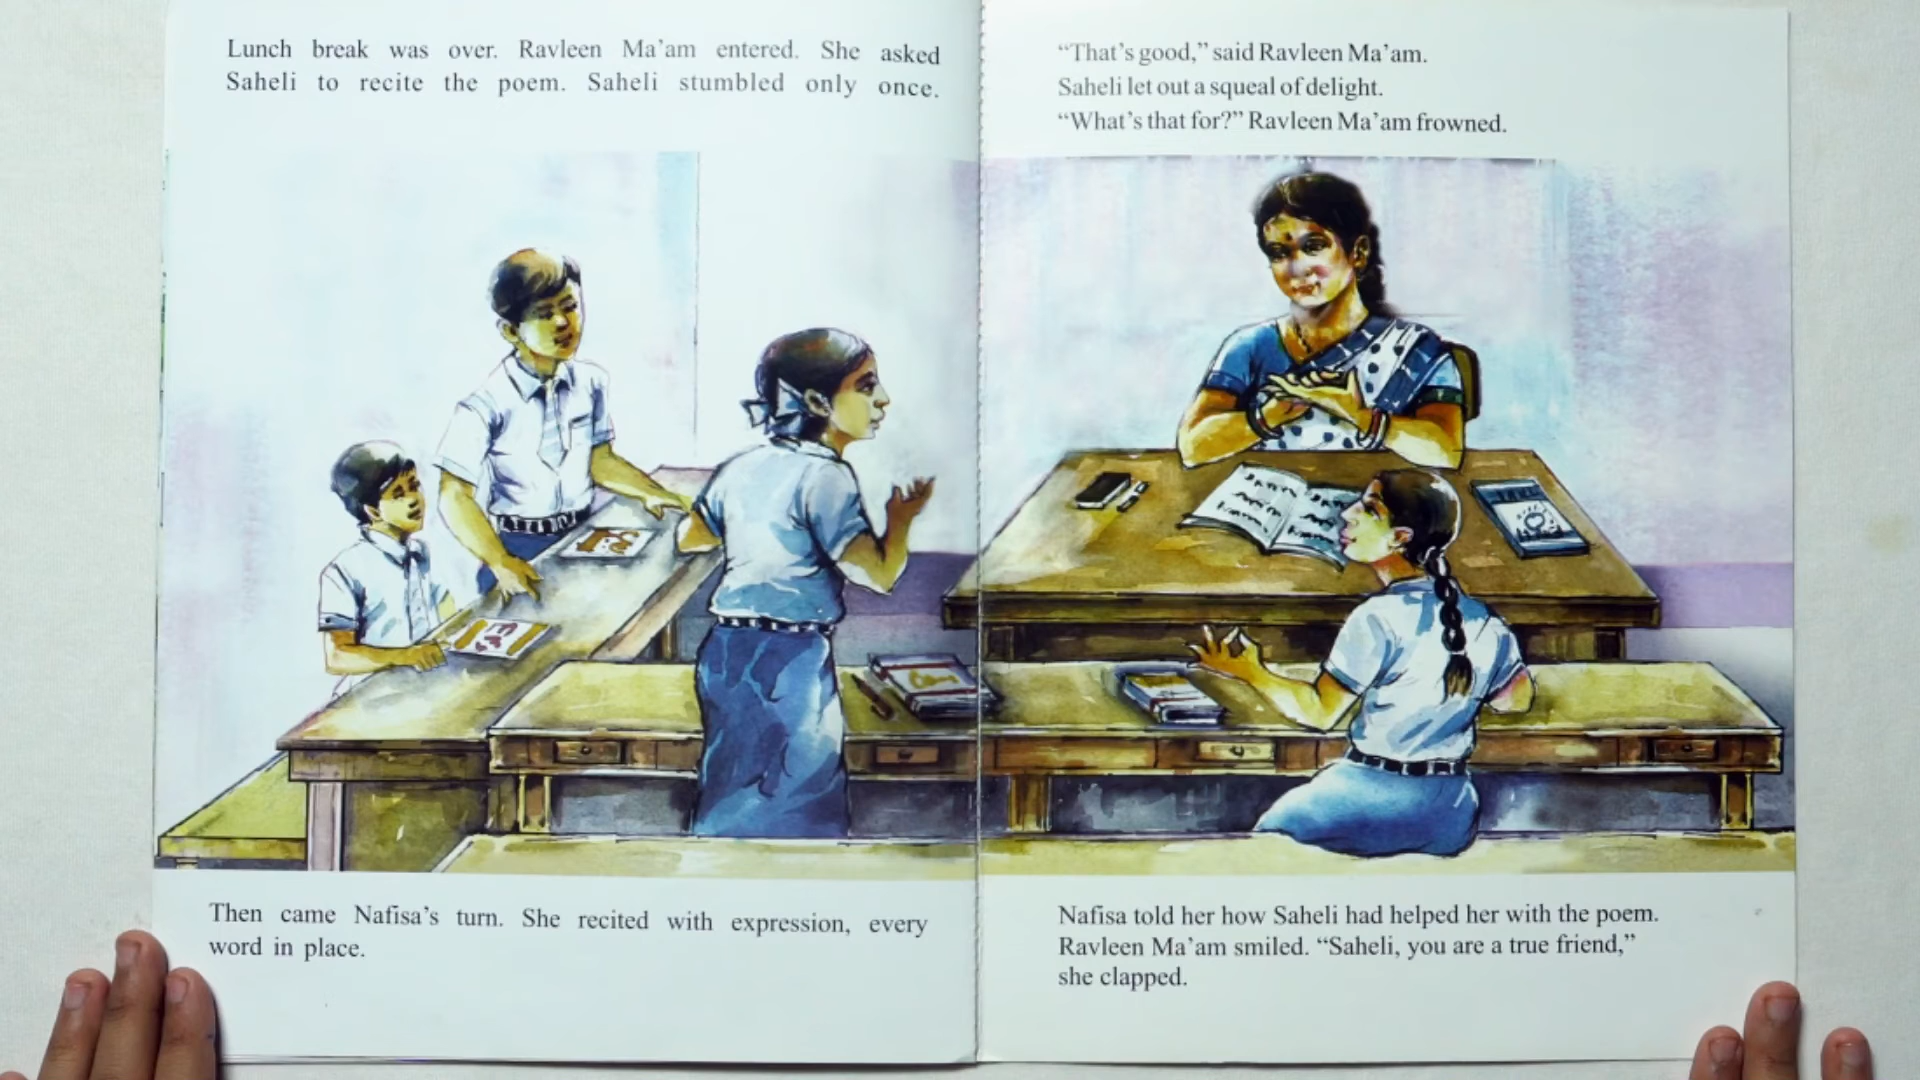 Lunch break was over. Ravleen Ma’am entered. She asked
Saheli to recite the poem. Saheli stumbled only once.
Then came Nafisa’s turn. She recited with expression, every
word in place.
“That’s good,” said Ravleen Ma’am.
Saheli let out a squeal of delight.
“What’s that for?” Ravleen Ma’am frowned.
Nafisa told her how Saheli had helped her with the poem.
Ravleen Ma’am smiled. “Saheli, you are a true friend,”
she clapped.